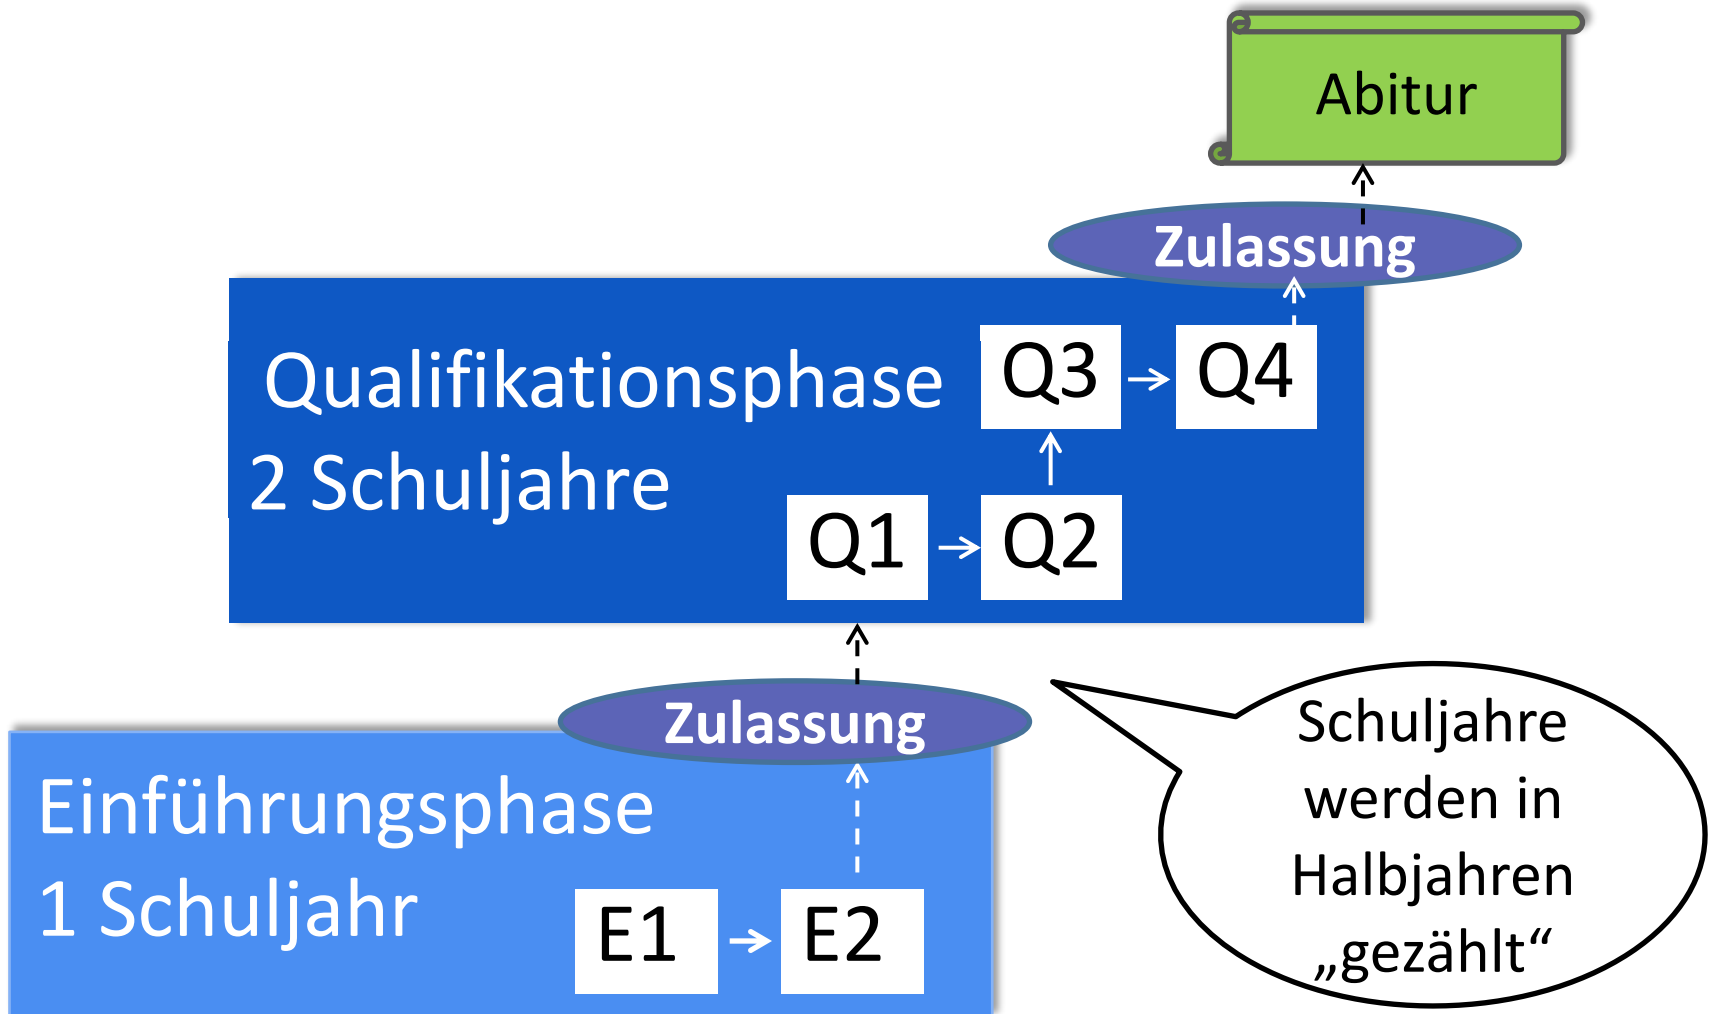 Abitur
Zulassung
Qualifikationsphase
2 Schuljahre
Q3
Q4
Q1
Q2
Zulassung
Einführungsphase
1 Schuljahr
E1
E2
Schuljahre
werden in
Halbjahren
„gezählt“